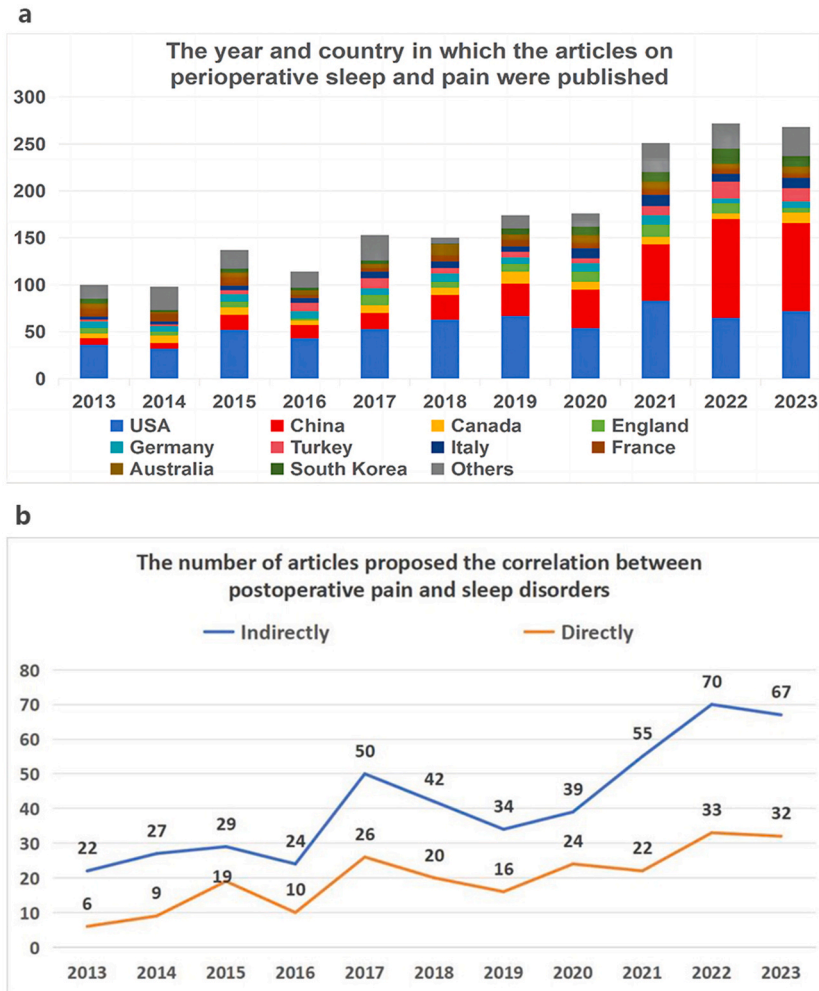 a
The year and country in which the articles on
perioperative sleep and pain were published
300
250
200
150
100
50
0
2013 2014 2015 2016 2017 2018 2019 2020 2021 2022 2023
USA China Canada England
Germany Turkey Italy France
Australia South Korea Others
b
The number of articles proposed the correlation between
postoperative pain and sleep disorders
Indirectly Directly
80
70
60
50
40
30
20
10
0
22 27 29 24 50 42 34 39 55 70 67
6 9 19 10 26 20 16 24 22 33 32
2013 2014 2015 2016 2017 2018 2019 2020 2021 2022 2023